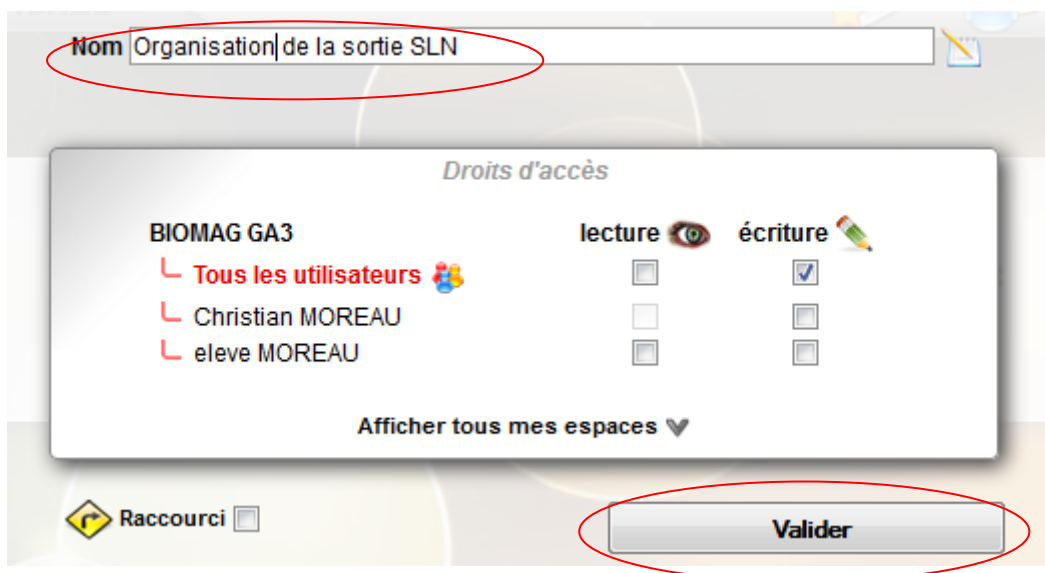 Nom Organisation de la sortie SLN
Droits d'accès
BIOMAG GA3 lecture écriture
Tous les utilisateurs
Christian MOREAU
eleve MOREAU
Afficher tous mes espaces
Raccourci Valider